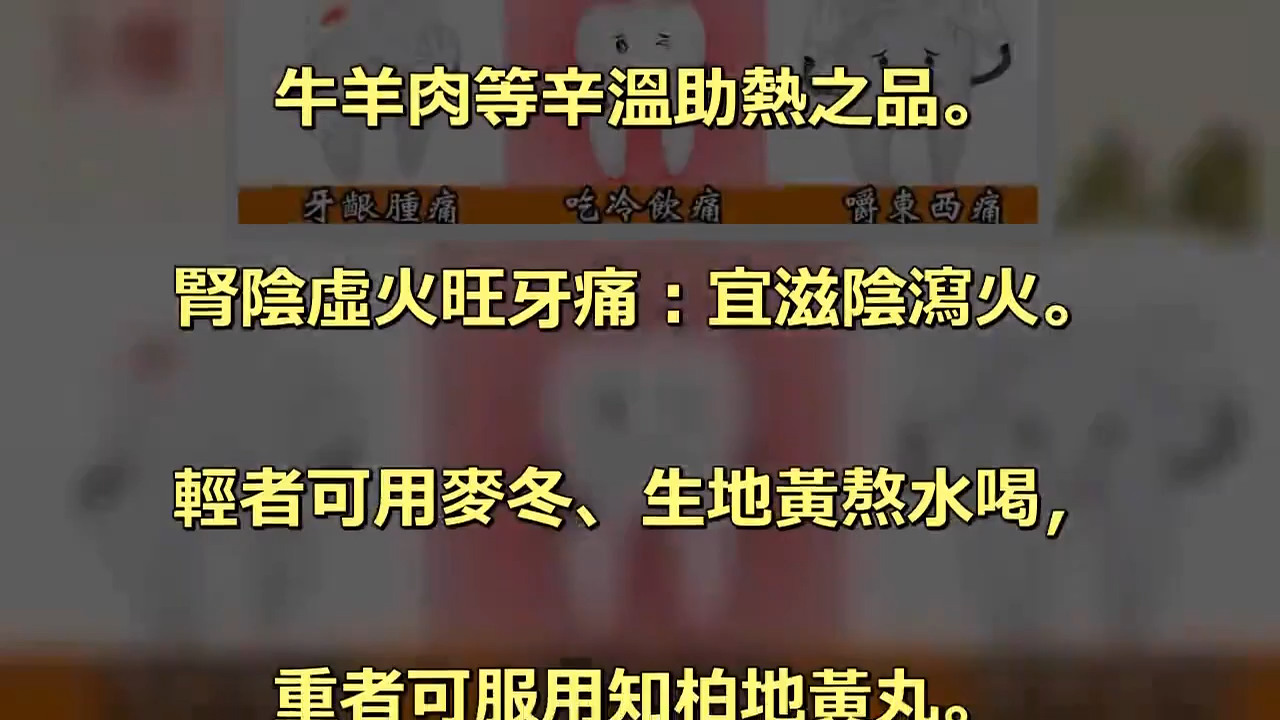 牛羊肉等辛溫助熱之品。
牙齦腫痛 吃冷飲痛 嚼東西痛
腎陰虛火旺牙痛：宜滋陰瀉火。
輕者可用麥冬、生地黃熬水喝，
重者可服用知柏地黃丸。